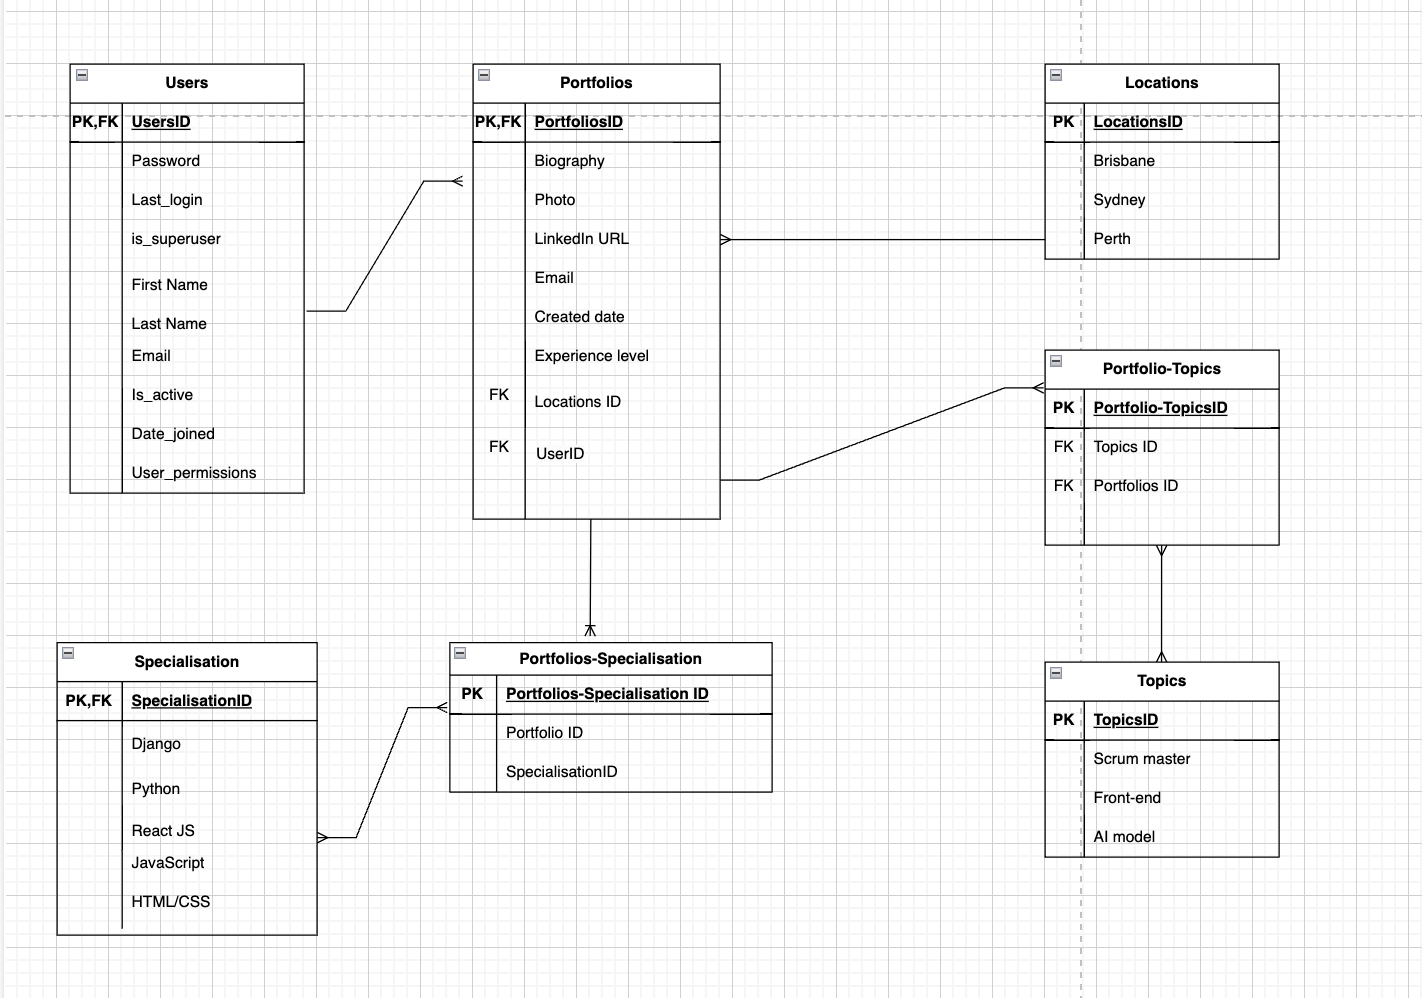 Users
PK,FK UsersID
Password
Last_login
is_superuser
First Name
Last Name
Email
Is_active
Date_joined
User_permissions
Portfolios
PK,FK PortfoliosID
Biography
Photo
LinkedIn URL
Email
Created date
Experience level
FK Locations ID
FK UserID
Locations
PK LocationsID
Brisbane
Sydney
Perth
Portfolio-Topics
PK Portfolio-TopicsID
FK Topics ID
FK Portfolios ID
Specialisation
PK,FK SpecialisationID
Django
Python
React JS
JavaScript
HTML/CSS
Portfolios-Specialisation
PK Portfolios-Specialisation ID
Portfolio ID
SpecialisationID
Topics
PK TopicsID
Scrum master
Front-end
AI model